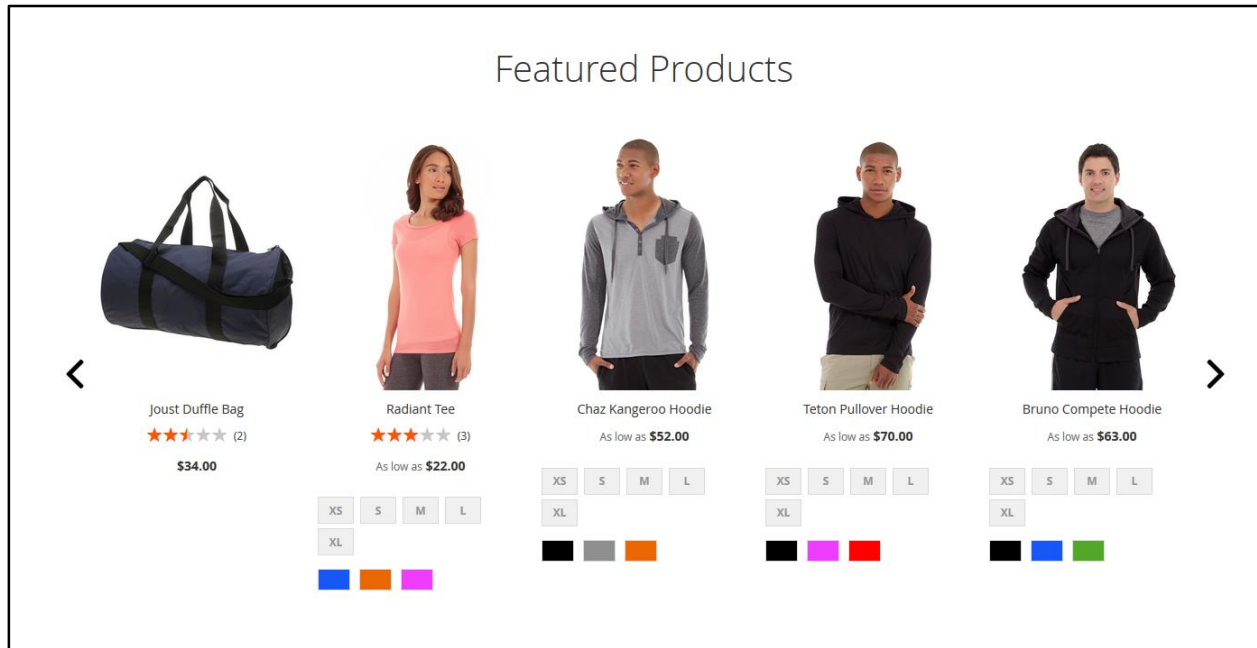 Featured Products
Joust Duffle Bag
(2)
$34.00
Radiant Tee
(3)
As low as $22.00
XS S M L
XL
Chaz Kangeroo Hoodie
As low as $52.00
XS S M L
XL
Teton Pullover Hoodie
As low as $70.00
XS S M L
XL
Bruno Compete Hoodie
As low as $63.00
XS S M L
XL